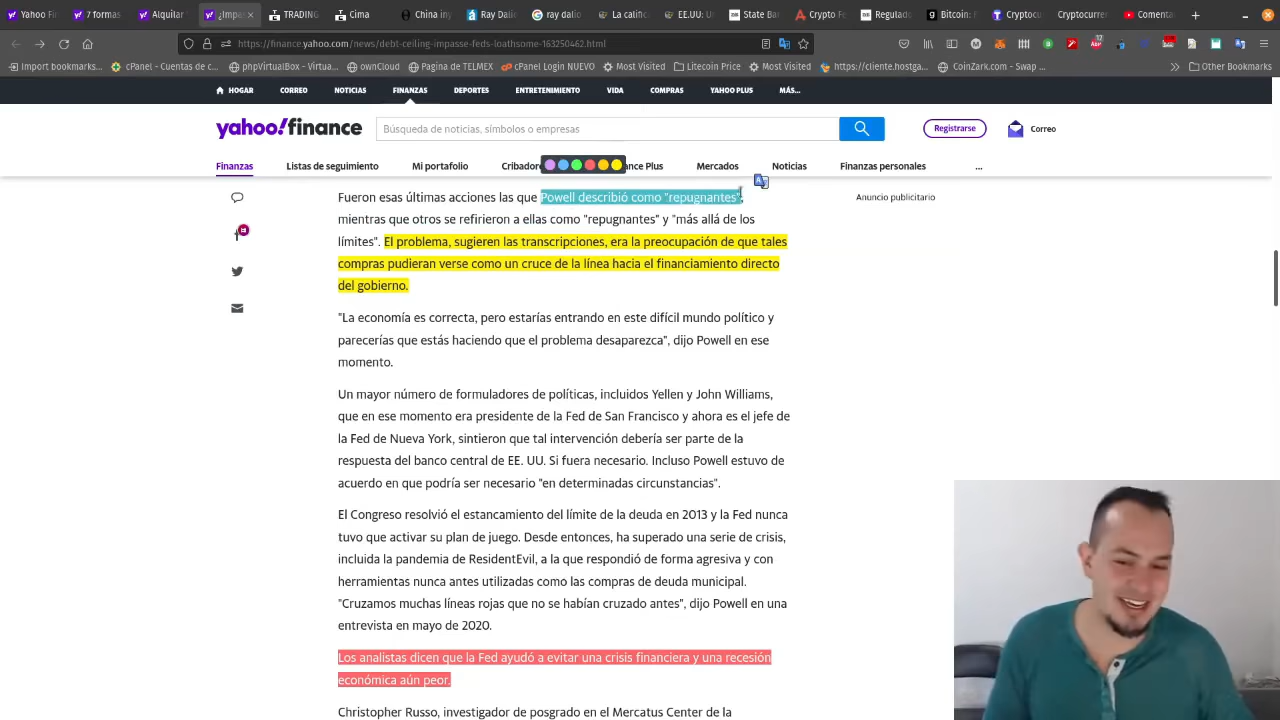 7 formas
Alquilar
¿Impa
TRADING
Cima
China iny
Ray Dalio
ray dalio
La califica
EE.UU:
State Ban
Crypto Fe
Regulado
Bitcoin:
Cryptocu
Cryptocurrer
Comenta
https://finance.yahoo.com/news/debt-ceiling-impasse-feds-loathsome-163250462.html
Import bookmarks...
cPanel - Cuentas de c...
phpVirtualBox - Virtua...
ownCloud
Pagina de TELMEX
cPanel Login NUEVO
Most Visited
Litecoin Price
Most Visited
https://cliente.hostga...
CoinZark.com - Swap ...
Other Bookmarks
HOGAR
CORREO
NOTICIAS
FINANZAS
DEPORTES
ENTRETENIMIENTO
VIDA
COMPRAS
YAHOO PLUS
MÁS...
yahoo!finance
Búsqueda de noticias, símbolos o empresas
Registrarse
Correo
Finanzas
Listas de seguimiento
Mi portafolio
Cribadore
ance Plus
Mercados
Noticias
Finanzas personales
...
Fueron esas últimas acciones las que Powell describió como "repugnantes",
mientras que otros se refirieron a ellas como "repugnantes" y "más allá de los
límites". El problema, sugieren las transcripciones, era la preocupación de que tales
compras pudieran verse como un cruce de la línea hacia el financiamiento directo
del gobierno.
"La economía es correcta, pero estarías entrando en este difícil mundo político y
parecerías que estás haciendo que el problema desaparezca", dijo Powell en ese
momento.
Un mayor número de formuladores de políticas, incluidos Yellen y John Williams,
que en ese momento era presidente de la Fed de San Francisco y ahora es el jefe de
la Fed de Nueva York, sintieron que tal intervención debería ser parte de la
respuesta del banco central de EE. UU. Si fuera necesario. Incluso Powell estuvo de
acuerdo en que podría ser necesario "en determinadas circunstancias".
El Congreso resolvió el estancamiento del límite de la deuda en 2013 y la Fed nunca
tuvo que activar su plan de juego. Desde entonces, ha superado una serie de crisis,
incluida la pandemia de ResidentEvil, a la que respondió de forma agresiva y con
herramientas nunca antes utilizadas como las compras de deuda municipal.
"Cruzamos muchas líneas rojas que no se habían cruzado antes", dijo Powell en una
entrevista en mayo de 2020.
Los analistas dicen que la Fed ayudó a evitar una crisis financiera y una recesión
económica aún peor.
Christopher Russo, investigador de posgrado en el Mercatus Center de la
Anuncio publicitario